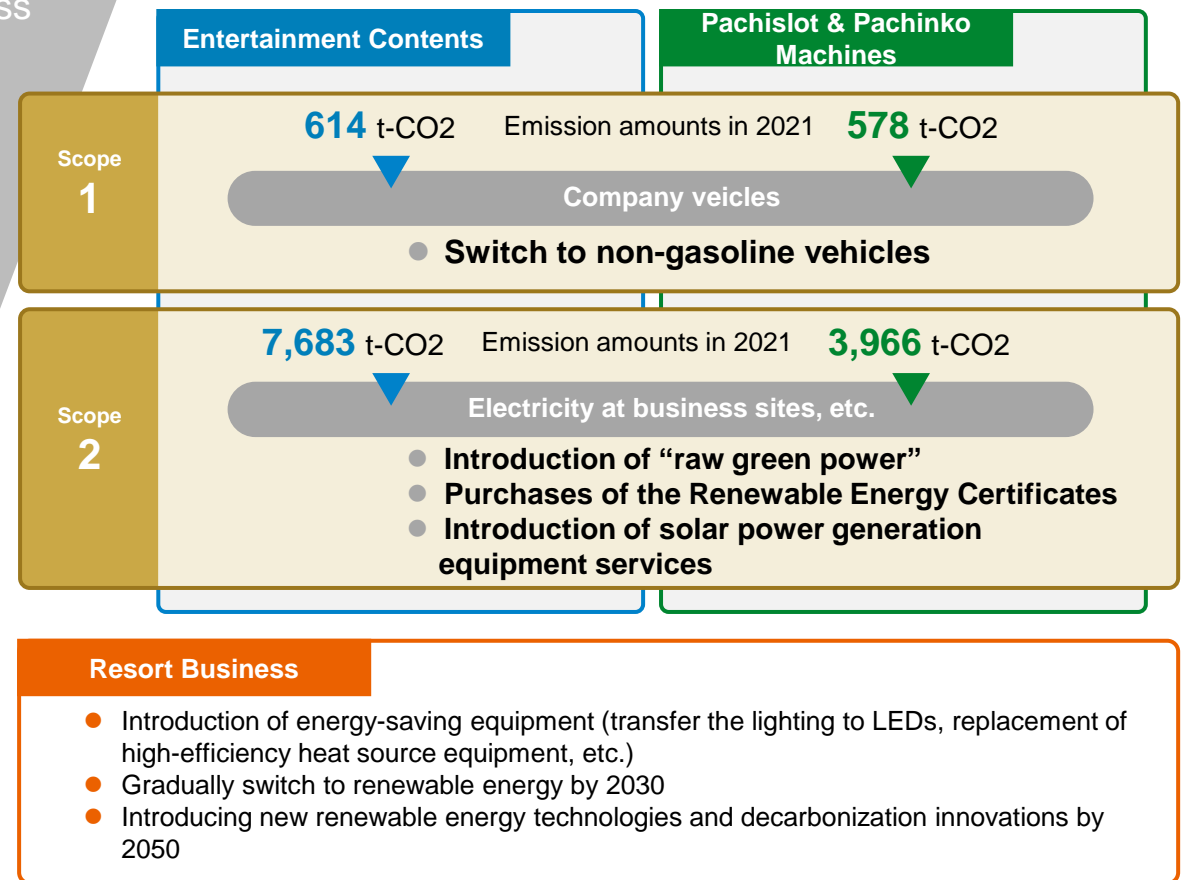 ss
Entertainment Contents
Pachislot & Pachinko
Machines
Scope
1
614 t-CO2 Emission amounts in 2021 578 t-CO2
Company veicles
● Switch to non-gasoline vehicles
Scope
2
7,683 t-CO2 Emission amounts in 2021 3,966 t-CO2
Electricity at business sites, etc.
● Introduction of “raw green power”
● Purchases of the Renewable Energy Certificates
● Introduction of solar power generation
equipment services
Resort Business
● Introduction of energy-saving equipment (transfer the lighting to LEDs, replacement of
high-efficiency heat source equipment, etc.)
● Gradually switch to renewable energy by 2030
● Introducing new renewable energy technologies and decarbonization innovations by
2050